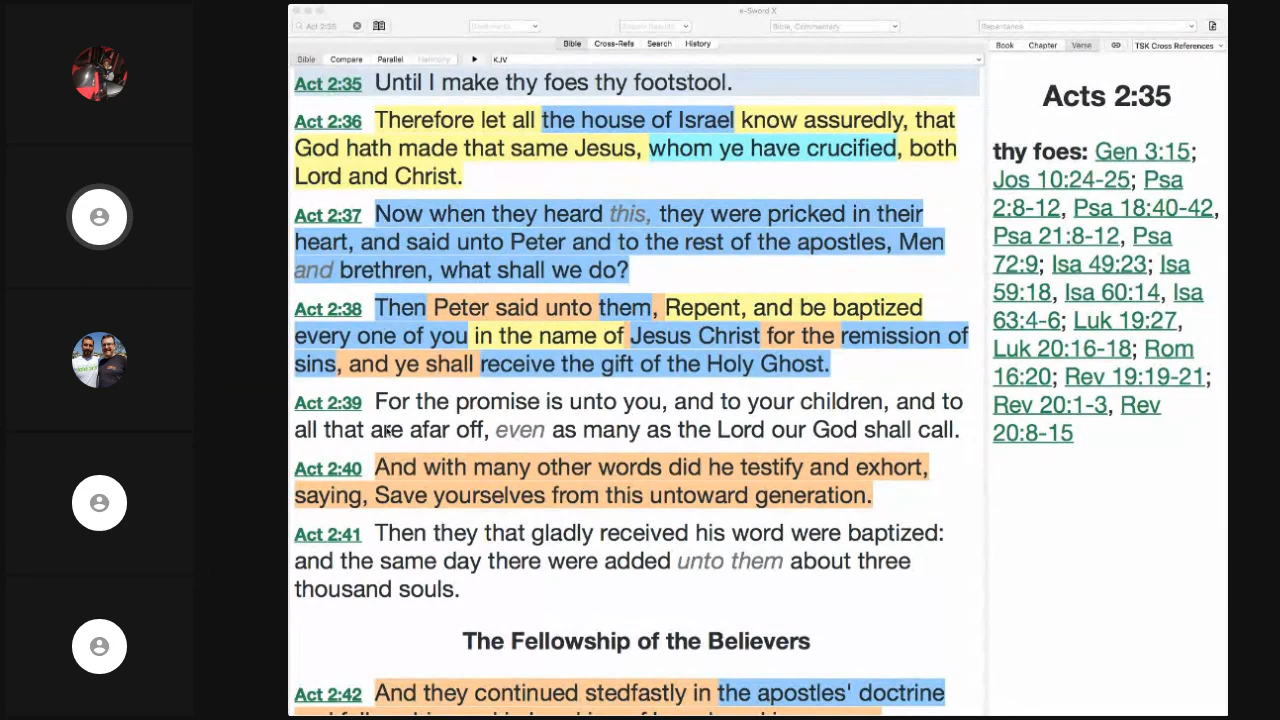 e-Sword X
Act 2:35
Bookmarks
Search Results
Bible, Commentary
Repentance
Bible Cross-Refs Search History
Book Chapter Verse TSK Cross References
Bible Compare Parallel Harmony KJV
Act 2:35 Until I make thy foes thy footstool.
Act 2:36 Therefore let all the house of Israel know assuredly, that
God hath made that same Jesus, whom ye have crucified, both
Lord and Christ.
Act 2:37 Now when they heard this, they were pricked in their
heart, and said unto Peter and to the rest of the apostles, Men
and brethren, what shall we do?
Act 2:38 Then Peter said unto them, Repent, and be baptized
every one of you in the name of Jesus Christ for the remission of
sins, and ye shall receive the gift of the Holy Ghost.
Act 2:39 For the promise is unto you, and to your children, and to
all that are afar off, even as many as the Lord our God shall call.
Act 2:40 And with many other words did he testify and exhort,
saying, Save yourselves from this untoward generation.
Act 2:41 Then they that gladly received his word were baptized:
and the same day there were added unto them about three
thousand souls.
The Fellowship of the Believers
Act 2:42 And they continued stedfastly in the apostles' doctrine
Acts 2:35
thy foes: Gen 3:15;
Jos 10:24-25; Psa
2:8-12, Psa 18:40-42,
Psa 21:8-12, Psa
72:9; Isa 49:23; Isa
59:18, Isa 60:14, Isa
63:4-6; Luk 19:27,
Luk 20:16-18; Rom
16:20; Rev 19:19-21;
Rev 20:1-3, Rev
20:8-15